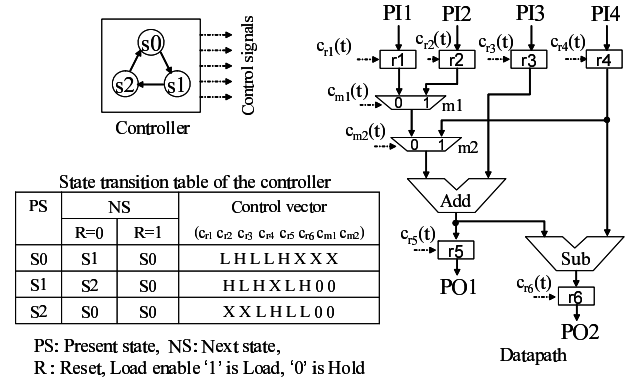 s0
s2
s1
Controller
Control signals
PI1 PI2 PI3 PI4
cr1(t) cr2(t) cr3(t) cr4(t)
r1 r2 r3 r4
cm1(t) 0 1 m1
cm2(t) 0 1 m2
Add
cr5(t) r5
PO1
Sub
cr6(t) r6
PO2
Datapath
State transition table of the controller
PS NS Control vector
R=0 R=1 (cr1 cr2 cr3 cr4 cr5 cr6 cm1 cm2)
S0 S1 S0 L H L L H X X X
S1 S2 S0 H L H X L H 0 0
S2 S0 S0 X X L H L L 0 0
PS: Present state, NS: Next state,
R: Reset, Load enable ‘1’ is Load, ‘0’ is Hold